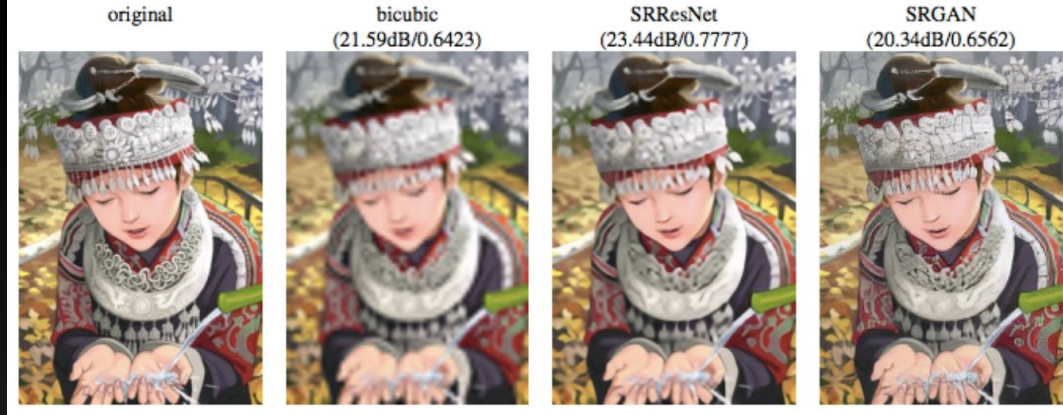 original
bicubic
(21.59dB/0.6423)
SRResNet
(23.44dB/0.7777)
SRGAN
(20.34dB/0.6562)